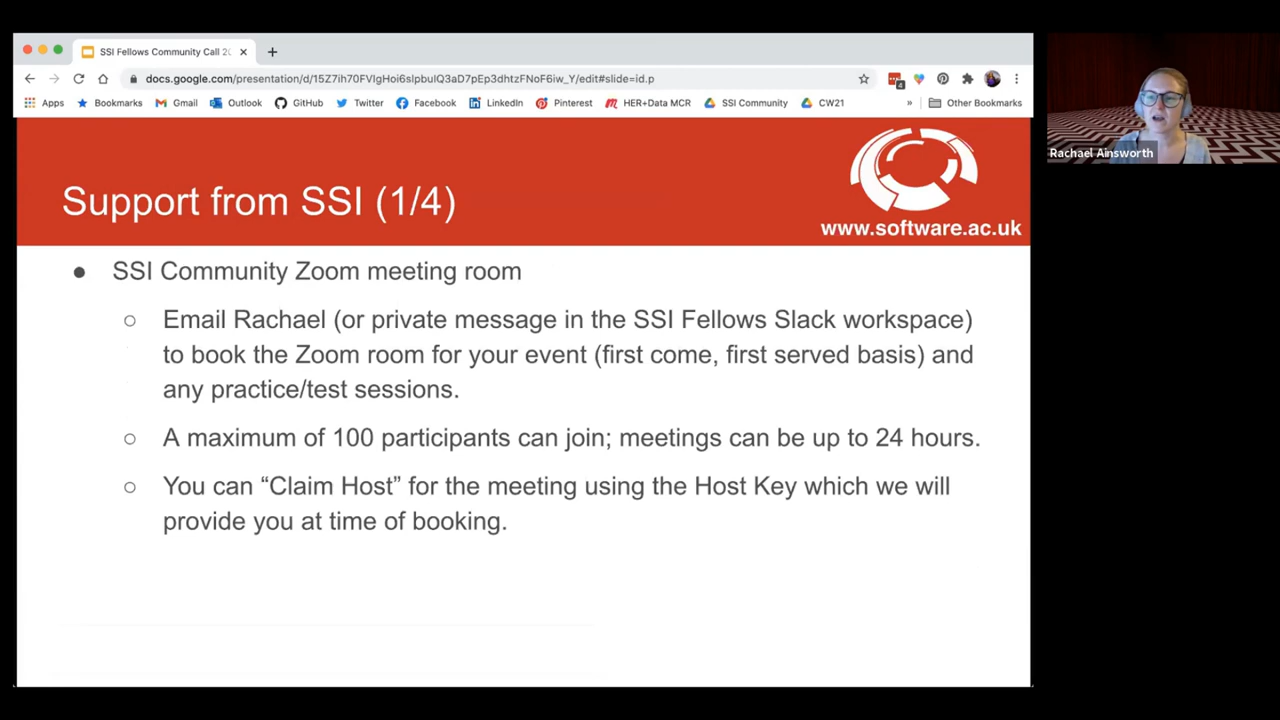 SSI Fellows Community Call 20
docs.google.com/presentation/d/15Z7ih70FVIgHoi6slpbulQ3aD7pEp3dhtzFNoF6iw_Y/edit#slide=id.p
4
Apps Bookmarks Gmail Outlook GitHub Twitter Facebook LinkedIn Pinterest HER+Data MCR SSI Community CW21 » Other Bookmarks
Rachael Ainsworth
Support from SSI (1/4)
www.software.ac.uk
● SSI Community Zoom meeting room
○ Email Rachael (or private message in the SSI Fellows Slack workspace)
to book the Zoom room for your event (first come, first served basis) and
any practice/test sessions.
○ A maximum of 100 participants can join; meetings can be up to 24 hours.
○ You can “Claim Host” for the meeting using the Host Key which we will
provide you at time of booking.